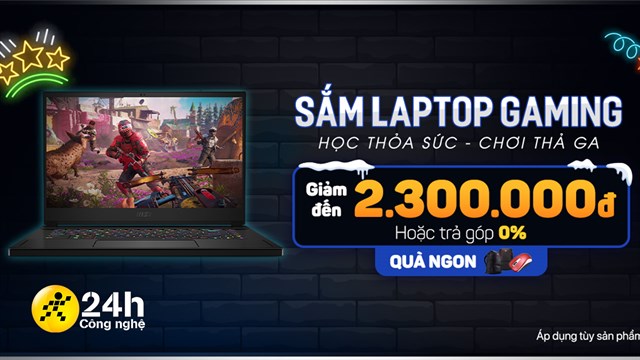 SẮM LAPTOP GAMING
HỌC THỎA SỨC - CHƠI THẢ GA
Giảm đến 2.300.000đ
Hoặc trả góp 0%
QUÀ NGON
24h
Công nghệ
Áp dụng tùy sản phẩm